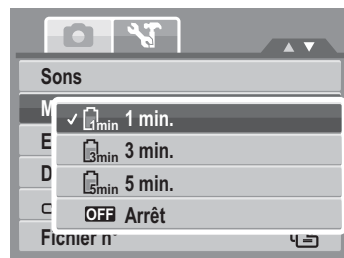 Sons
M
1min 1 min.
E
3min 3 min.
D
5min 5 min.
OFF Arrêt
Fichier n°